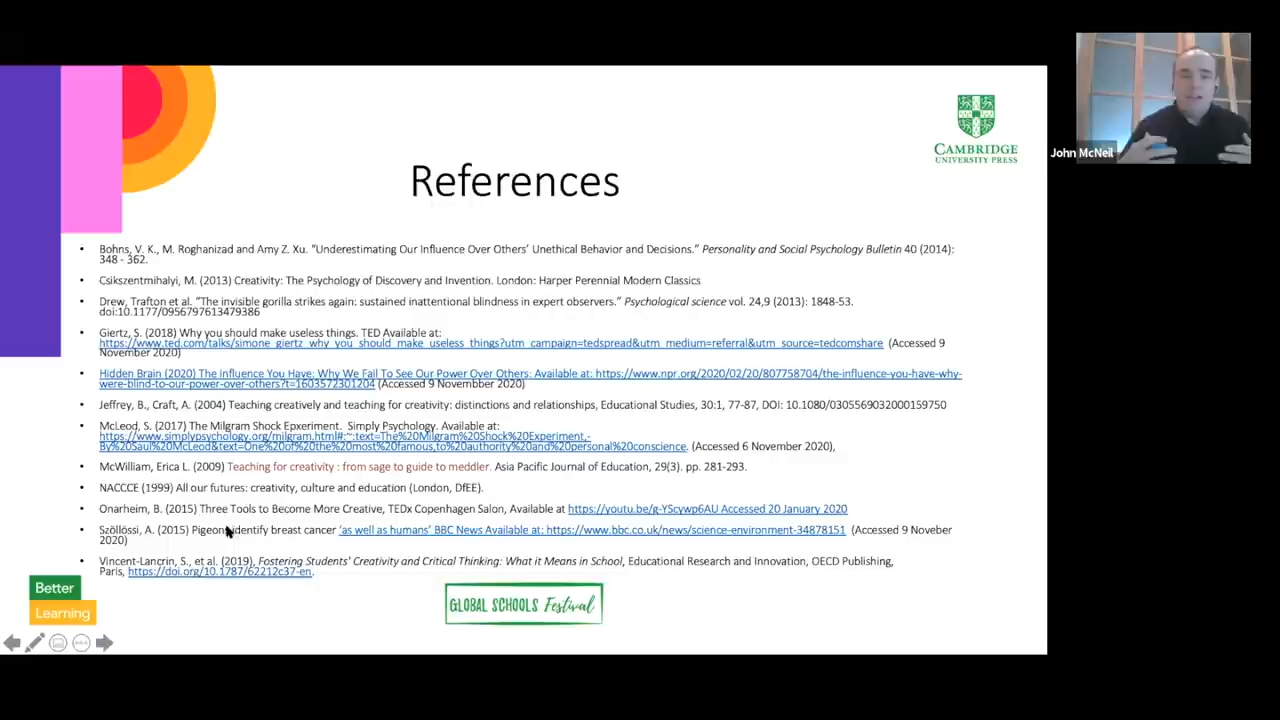 CAMBRIDGE
UNIVERSITY PRESS
John McNeil
References
• Bohns, V. K., M. Roghanizad and Amy Z. Xu. “Underestimating Our Influence Over Others’ Unethical Behavior and Decisions.” Personality and Social Psychology Bulletin 40 (2014):
348 - 362.
• Csikszentmihalyi, M. (2013) Creativity: The Psychology of Discovery and Invention. London: Harper Perennial Modern Classics
• Drew, Trafton et al. “The invisible gorilla strikes again: sustained inattentional blindness in expert observers.” Psychological science vol. 24,9 (2013): 1848-53.
doi:10.1177/0956797613479386
• Giertz, S. (2018) Why you should make useless things. TED Available at:
https://www.ted.com/talks/simone_giertz_why_you_should_make_useless_things?utm_campaign=tedspread&utm_medium=referral&utm_source=tedcomshare (Accessed 9
November 2020)
• Hidden Brain (2020) The Influence You Have: Why We Fail To See Our Power Over Others: Available at: https://www.npr.org/2020/02/20/807758704/the-influence-you-have-why-
were-blind-to-our-power-over-others?t=1603572301204 (Accessed 9 Novembber 2020)
• Jeffrey, B., Craft, A. (2004) Teaching creatively and teaching for creativity: distinctions and relationships, Educational Studies, 30:1, 77-87, DOI: 10.1080/0305569032000159750
• McLeod, S. (2017) The Milgram Shock Epxeriment. Simply Psychology. Available at:
https://www.simplypsychology.org/milgram.html#:~:text=The%20Milgram%20Shock%20Experiment,-
By%20Saul%20McLeod&text=One%20of%20the%20most%20famous,to%20authority%20and%20personal%20conscience. (Accessed 6 November 2020),
• McWilliam, Erica L. (2009) Teaching for creativity : from sage to guide to meddler. Asia Pacific Journal of Education, 29(3). pp. 281-293.
• NACCCE (1999) All our futures: creativity, culture and education (London, DfEE).
• Onarheim, B. (2015) Three Tools to Become More Creative, TEDx Copenhagen Salon, Available at https://youtu.be/g-YScywp6AU Accessed 20 January 2020
• Szöllössi, A. (2015) Pigeons identify breast cancer ‘as well as humans’ BBC News Available at: https://www.bbc.co.uk/news/science-environment-34878151 (Accessed 9 Noveber
2020)
• Vincent-Lancrin, S., et al. (2019), Fostering Students’ Creativity and Critical Thinking: What it Means in School, Educational Research and Innovation, OECD Publishing,
Paris, https://doi.org/10.1787/62212c37-en.
Better
Learning
GLOBAL SCHOOLS Festival